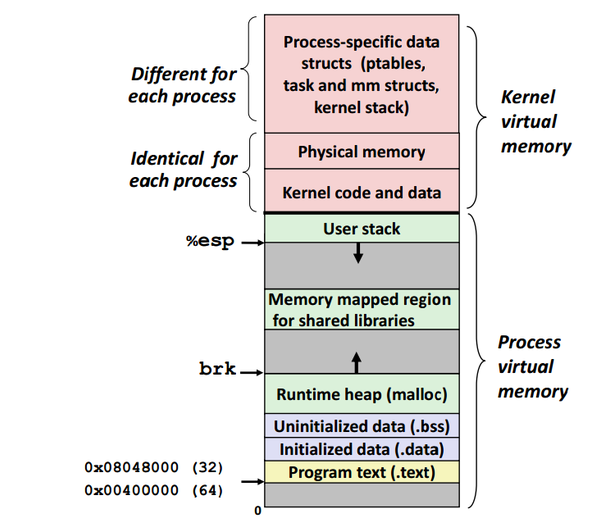 Different for
each process
Process-specific data
structs (ptables,
task and mm structs,
kernel stack)
Kernel
virtual
memory
Identical for
each process
Physical memory
Kernel code and data
%esp
User stack
Memory mapped region
for shared libraries
Process
virtual
memory
brk
Runtime heap (malloc)
Uninitialized data (.bss)
Initialized data (.data)
Program text (.text)
0x08048000 (32)
0x00400000 (64)
0